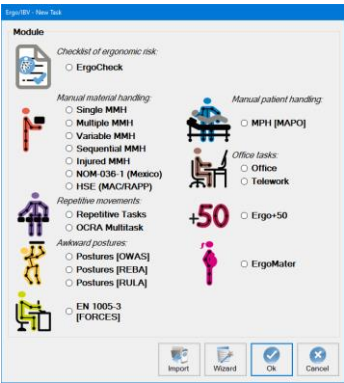 Ergo/IBV - New Task
Module
Checklist of ergonomic risk:
ErgoCheck
Manual material handling:
Single MMH
Multiple MMH
Variable MMH
Sequential MMH
Injured MMH
NOM-036-1 (Mexico)
HSE (MAC/RAPP)
Repetitive movements:
Repetitive Tasks
OCRA Multitask
Awkward postures:
Postures [OWAS]
Postures [REBA]
Postures [RULA]
EN 1005-3
[FORCES]
Manual patient handling:
MPH [MAPO]
Office tasks:
Office
Telework
+50
Ergo+50
ErgoMater
Import
Wizard
Ok
Cancel